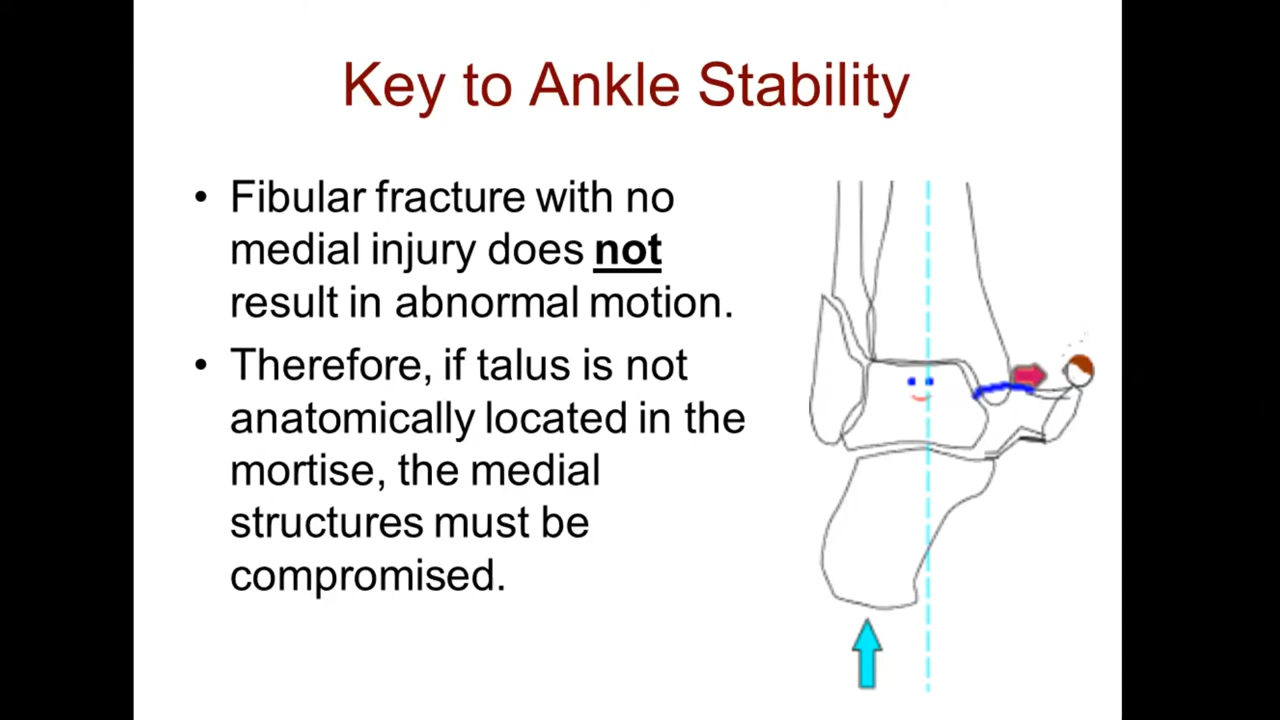 Key to Ankle Stability
• Fibular fracture with no
medial injury does not
result in abnormal motion.
• Therefore, if talus is not
anatomically located in the
mortise, the medial
structures must be
compromised.